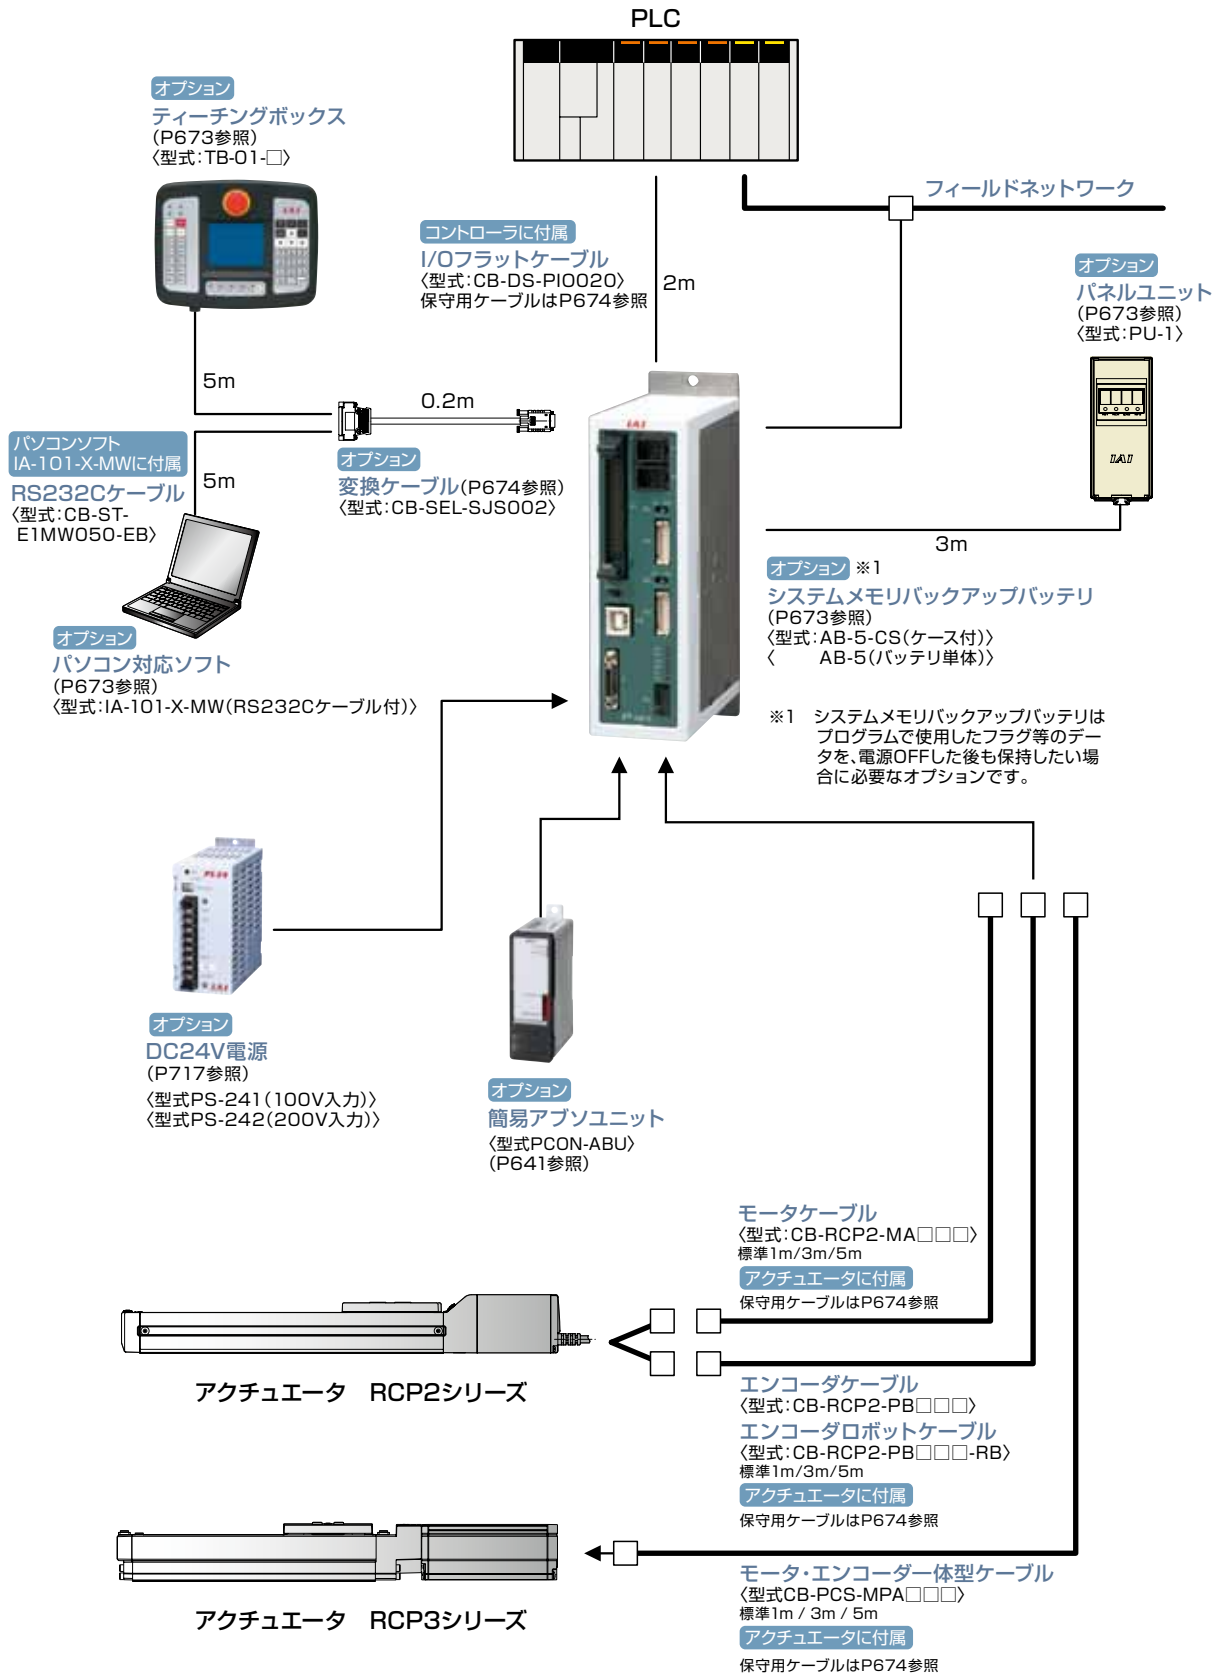 PLC
オプション
ティーチングボックス
(P673参照)
〈型式:TB-01-□〉
フィールドネットワーク
コントローラに付属
I/Oフラットケーブル
〈型式:CB-DS-PIO020〉
保守用ケーブルはP674参照
2m
オプション
パネルユニット
(P673参照)
〈型式:PU-1〉
5m
0.2m
IAI
IAI
パソコンソフト
IA-101-X-MWに付属
RS232Cケーブル
〈型式:CB-ST-
E1MW050-EB〉
5m
オプション
変換ケーブル(P674参照)
〈型式:CB-SEL-SJS002〉
3m
オプション ※1
システムメモリバックアップバッテリ
(P673参照)
〈型式:AB-5-CS(ケース付)〉
〈 AB-5(バッテリ単体)〉
オプション
パソコン対応ソフト
(P673参照)
〈型式:IA-101-X-MW(RS232Cケーブル付)〉
※1 システムメモリバックアップバッテリは
プログラムで使用したフラグ等のデー
タを、電源OFFした後も保持したい場
合に必要なオプションです。
PS-24
IAI
オプション
DC24V電源
(P717参照)
〈型式PS-241(100V入力)〉
〈型式PS-242(200V入力)〉
オプション
簡易アブソユニット
〈型式PCON-ABU〉
(P641参照)
モータケーブル
〈型式:CB-RCP2-MA□□□〉
標準1m/3m/5m
アクチュエータに付属
保守用ケーブルはP674参照
アクチュエータ RCP2シリーズ
エンコーダケーブル
〈型式:CB-RCP2-PB□□□〉
エンコーダロボットケーブル
〈型式:CB-RCP2-PB□□□-RB〉
標準1m/3m/5m
アクチュエータに付属
保守用ケーブルはP674参照
アクチュエータ RCP3シリーズ
モータ・エンコーダ一体型ケーブル
〈型式CB-PCS-MPA□□□〉
標準1m / 3m / 5m
アクチュエータに付属
保守用ケーブルはP674参照